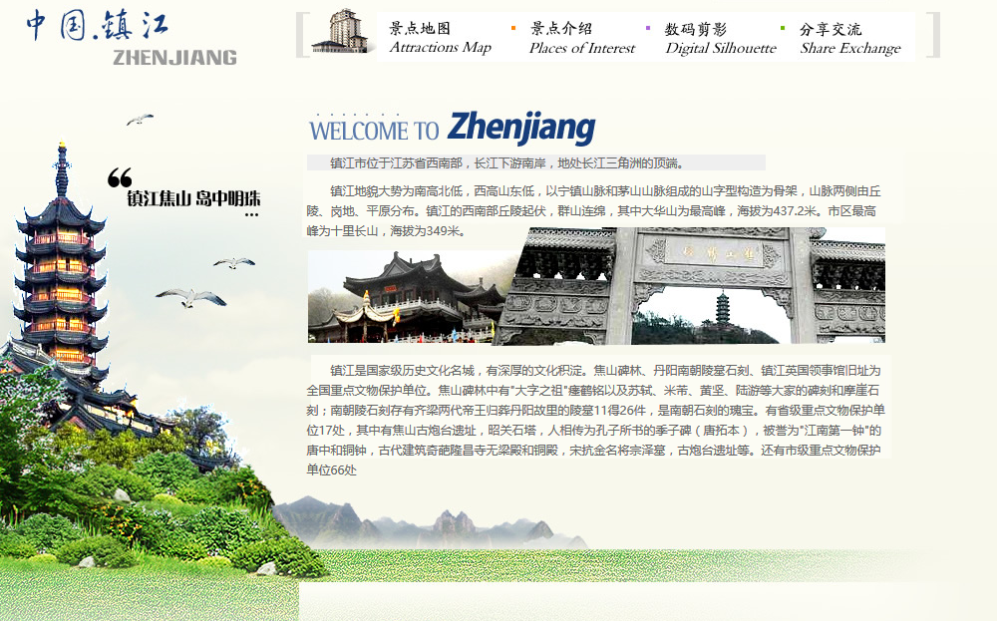 中国.镇江
ZHENJIANG
景点地图
Attractions Map
景点介绍
Places of Interest
数码剪影
Digital Silhouette
分享交流
Share Exchange
WELCOME TO Zhenjiang
镇江焦山 岛中明珠
镇江市位于江苏省西南部，长江下游南岸，地处长江三角洲的顶端。
镇江地貌大势为南高北低，西高山东低，以宁镇山脉和茅山山脉组成的山字型构造为骨架，山脉两侧由丘
陵、岗地、平原分布。镇江的西南部丘陵起伏，群山连绵，其中大华山为最高峰，海拔为437.2米。市区最高
峰为十里长山，海拔为349米。
镇江是国家级历史文化名城，有深厚的文化积淀。焦山碑林、丹阳南朝陵墓石刻、镇江英国领事馆旧址为
全国重点文物保护单位。焦山碑林中有"大字之祖"瘗鹤铭以及苏轼、米芾、黄坚、陆游等大家的碑刻和摩崖石
刻；南朝陵石刻存有齐梁两代帝王归葬丹阳故里的陵墓11得26件，是南朝石刻的瑰宝。有省级重点文物保护单
位17处，其中有焦山古炮台遗址，昭关石塔，人相传为孔子所书的季子碑（唐拓本），被誉为"江南第一钟"的
唐中和铜钟，古代建筑奇葩隆昌寺无梁殿和铜殿，宋抗金名将宗泽墓，古炮台遗址等。还有市级重点文物保护
单位66处